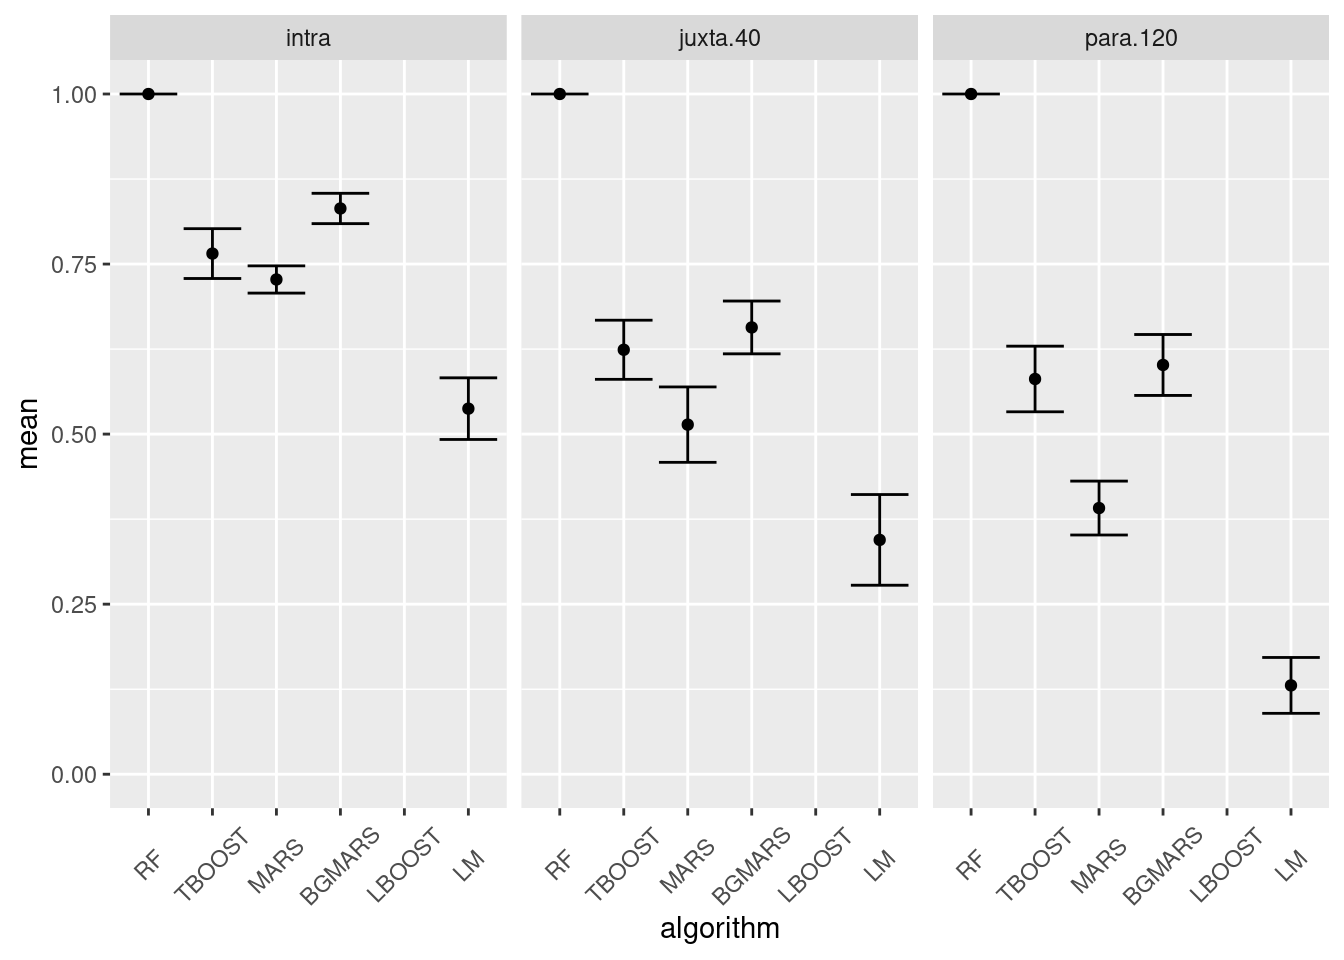 intra juxta.40 para.120
1.00
0.75
0.50
0.25
0.00
mean
RF TBOOST MARS BGMARS LBOOST LM RF TBOOST MARS BGMARS LBOOST LM RF TBOOST MARS BGMARS LBOOST LM
algorithm